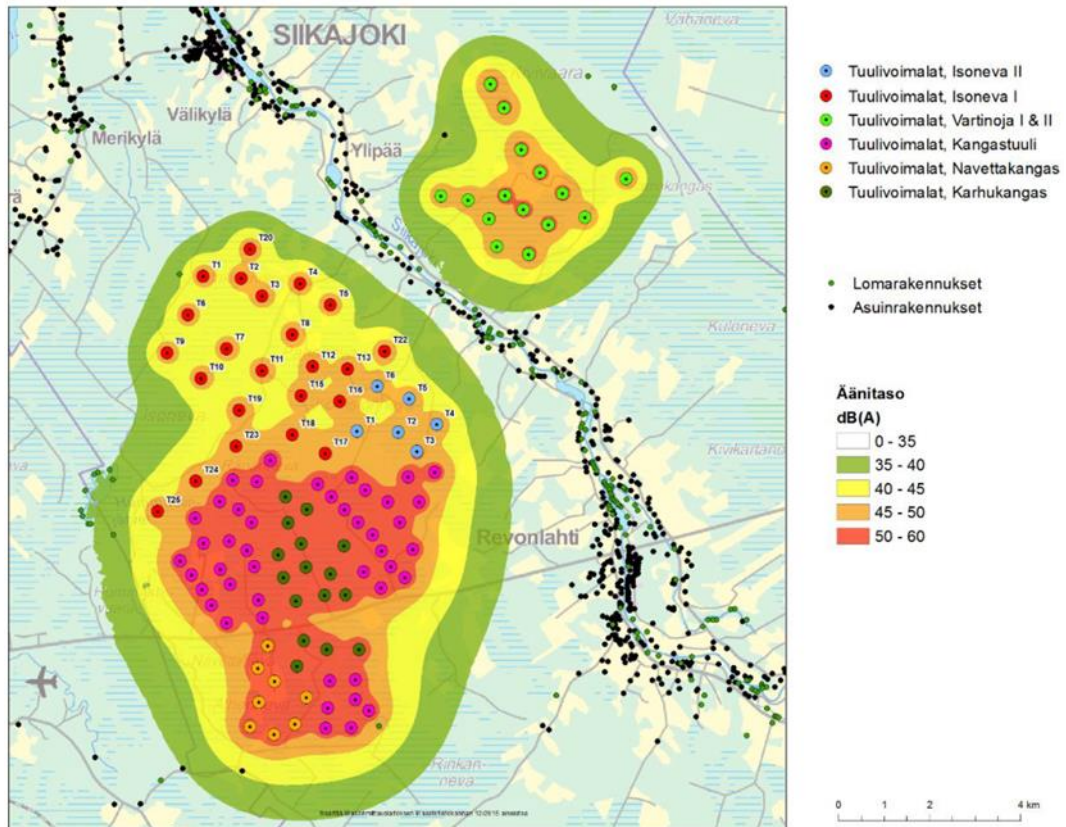 Vähäneva
SIIKAJOKI
Välikylä
Merikylä
Ylipää
T20
T1
T2
T4
T3
T5
T6
T8
T7
T22
T9
T12
T13
T11
T10
T6
T15
T5
T16
T19
T4
T1
T2
T18
T3
T23
T17
T24
T25
Kuloneva
Revonlahti
Rinkan-
neva
Tuulivoimalat, Isoneva II
Tuulivoimalat, Isoneva I
Tuulivoimalat, Vartinoja I & II
Tuulivoimalat, Kangastuuli
Tuulivoimalat, Navettakangas
Tuulivoimalat, Karhukangas
Lomarakennukset
Asuinrakennukset
Äänitaso
dB(A)
0 - 35
35 - 40
40 - 45
45 - 50
50 - 60
0 1 2 4 km